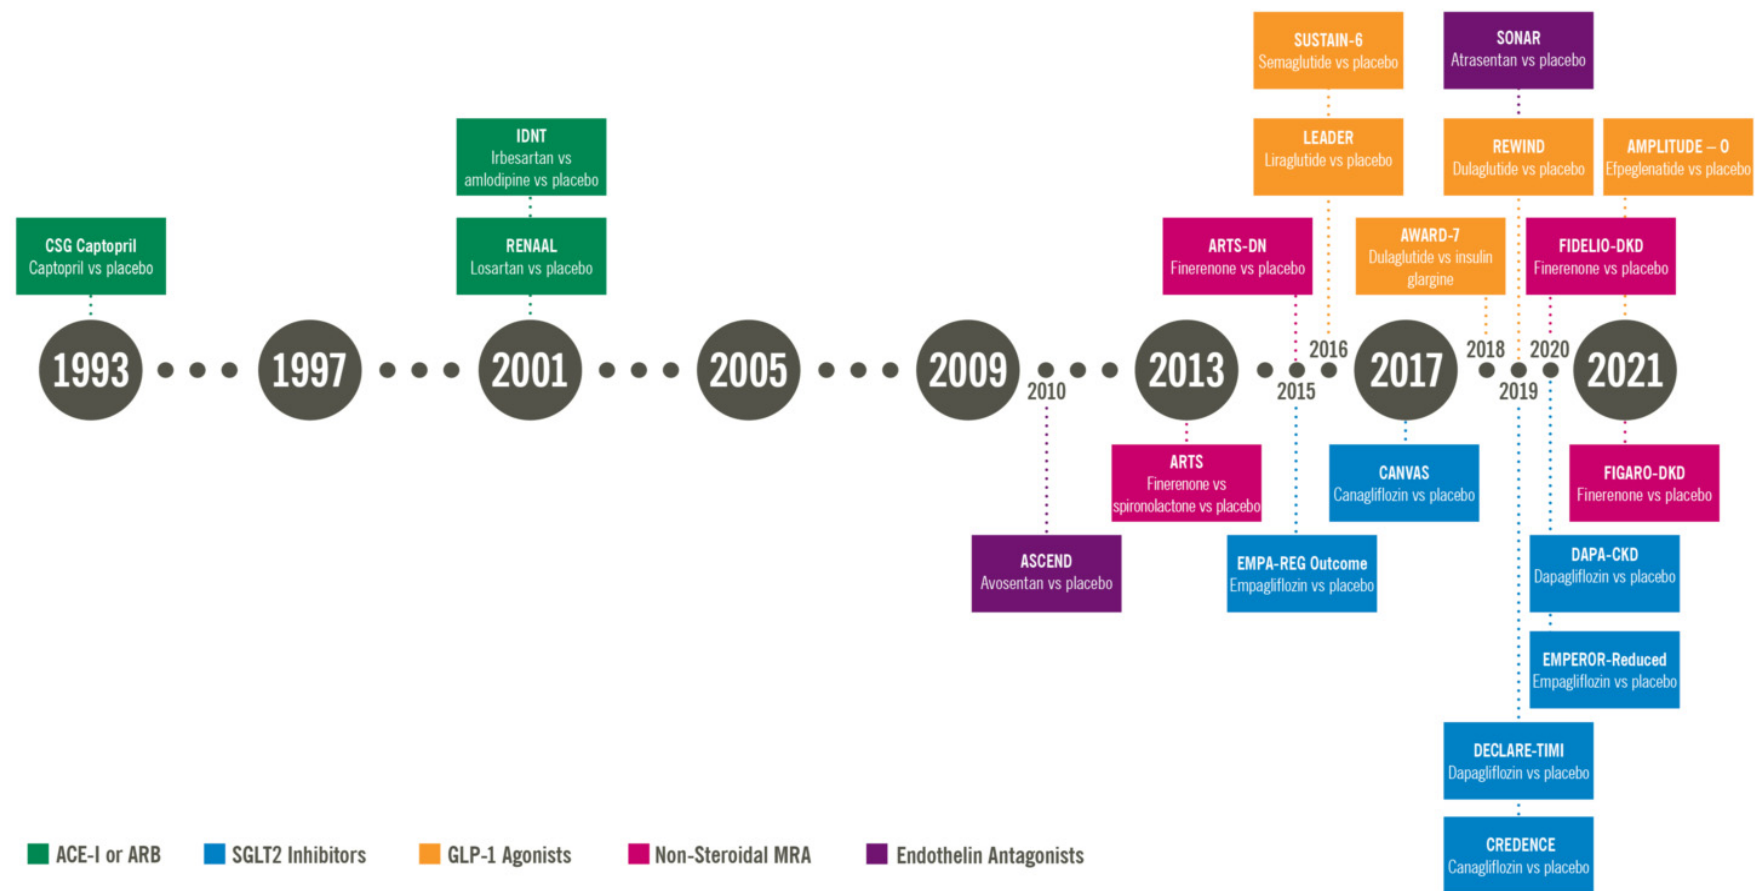 SUSTAIN-6
Semaglutide vs placebo
SONAR
Atrasentan vs placebo
IDNT
Irbesartan vs
amlodipine vs placebo
LEADER
Liraglutide vs placebo
REWIND
Dulaglutide vs placebo
AMPLITUDE – O
Efpeglenatide vs placebo
CSG Captopril
Captopril vs placebo
RENAAL
Losartan vs placebo
ARTS-DN
Finerenone vs placebo
AWARD-7
Dulaglutide vs insulin
glargine
FIDELIO-DKD
Finerenone vs placebo
1993
1997
2001
2005
2009
2010
2013
2015
2016
2017
2018
2019
2020
2021
ARTS
Finerenone vs
spironolactone vs placebo
CANVAS
Canagliflozin vs placebo
FIGARO-DKD
Finerenone vs placebo
ASCEND
Avosentan vs placebo
EMPA-REG Outcome
Empagliflozin vs placebo
DAPA-CKD
Dapagliflozin vs placebo
EMPEROR-Reduced
Empagliflozin vs placebo
DECLARE-TIMI
Dapagliflozin vs placebo
CREDENCE
Canagliflozin vs placebo
ACE-I or ARB
SGLT2 Inhibitors
GLP-1 Agonists
Non-Steroidal MRA
Endothelin Antagonists